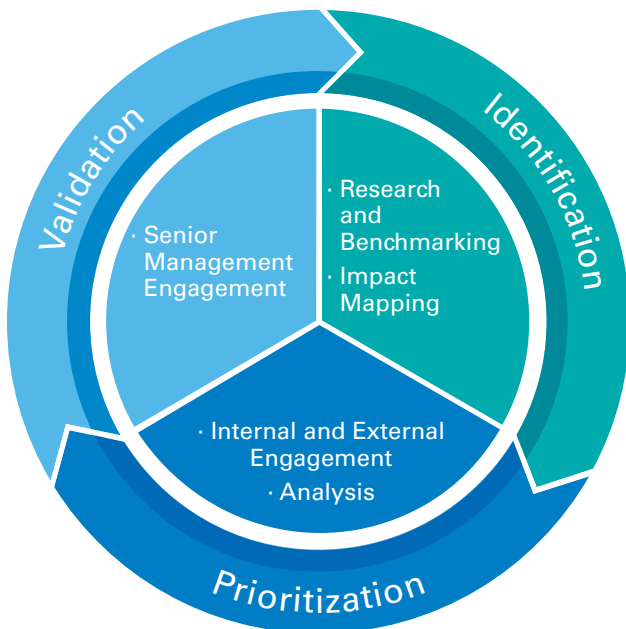 Validation
Identification
· Research
and
Benchmarking
· Impact
Mapping
· Senior
Management
Engagement
· Internal and External
Engagement
· Analysis
Prioritization